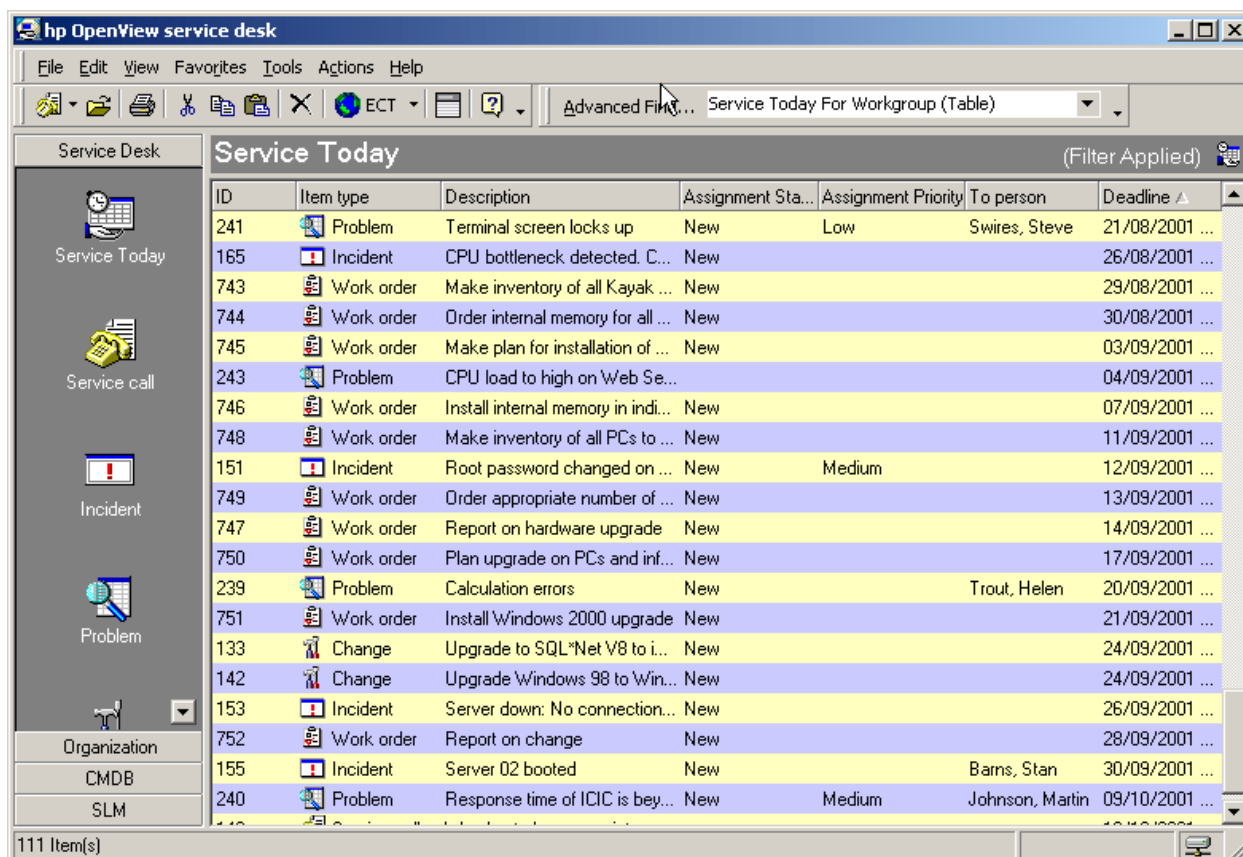 hp OpenView service desk
File Edit View Favorites Tools Actions Help
ECT Advanced Find... Service Today For Workgroup (Table)
Service Desk
Service Today (Filter Applied)
ID Item type Description Assignment Sta... Assignment Priority To person Deadline
241 Problem Terminal screen locks up New Low Swires, Steve 21/08/2001 ...
165 Incident CPU bottleneck detected. C... New 26/08/2001 ...
743 Work order Make inventory of all Kayak ... New 29/08/2001 ...
744 Work order Order internal memory for all ... New 30/08/2001 ...
745 Work order Make plan for installation of ... New 03/09/2001 ...
243 Problem CPU load to high on Web Se... 04/09/2001 ...
746 Work order Install internal memory in indi... New 07/09/2001 ...
748 Work order Make inventory of all PCs to ... New 11/09/2001 ...
151 Incident Root password changed on ... New Medium 12/09/2001 ...
749 Work order Order appropriate number of ... New 13/09/2001 ...
747 Work order Report on hardware upgrade New 14/09/2001 ...
750 Work order Plan upgrade on PCs and inf... New 17/09/2001 ...
239 Problem Calculation errors New Trout, Helen 20/09/2001 ...
751 Work order Install Windows 2000 upgrade New 21/09/2001 ...
133 Change Upgrade to SQL*Net V8 to i... New 24/09/2001 ...
142 Change Upgrade Windows 98 to Win... New 24/09/2001 ...
153 Incident Server down: No connection... New 26/09/2001 ...
752 Work order Report on change New 28/09/2001 ...
155 Incident Server 02 booted New Barns, Stan 30/09/2001 ...
240 Problem Response time of ICIC is bey... New Medium Johnson, Martin 09/10/2001 ...
Service Today
Service call
Incident
Problem
Organization
CMDB
SLM
111 Item(s)